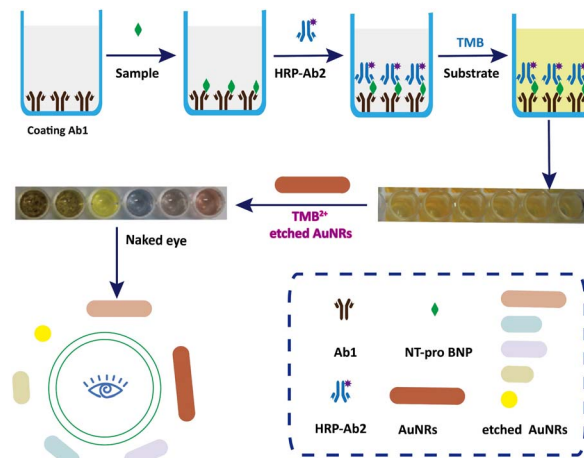 Sample
HRP-Ab2
TMB
Substrate
Coating Ab1
TMB2+
etched AuNRs
Naked eye
Ab1
NT-pro BNP
HRP-Ab2
AuNRs
etched AuNRs